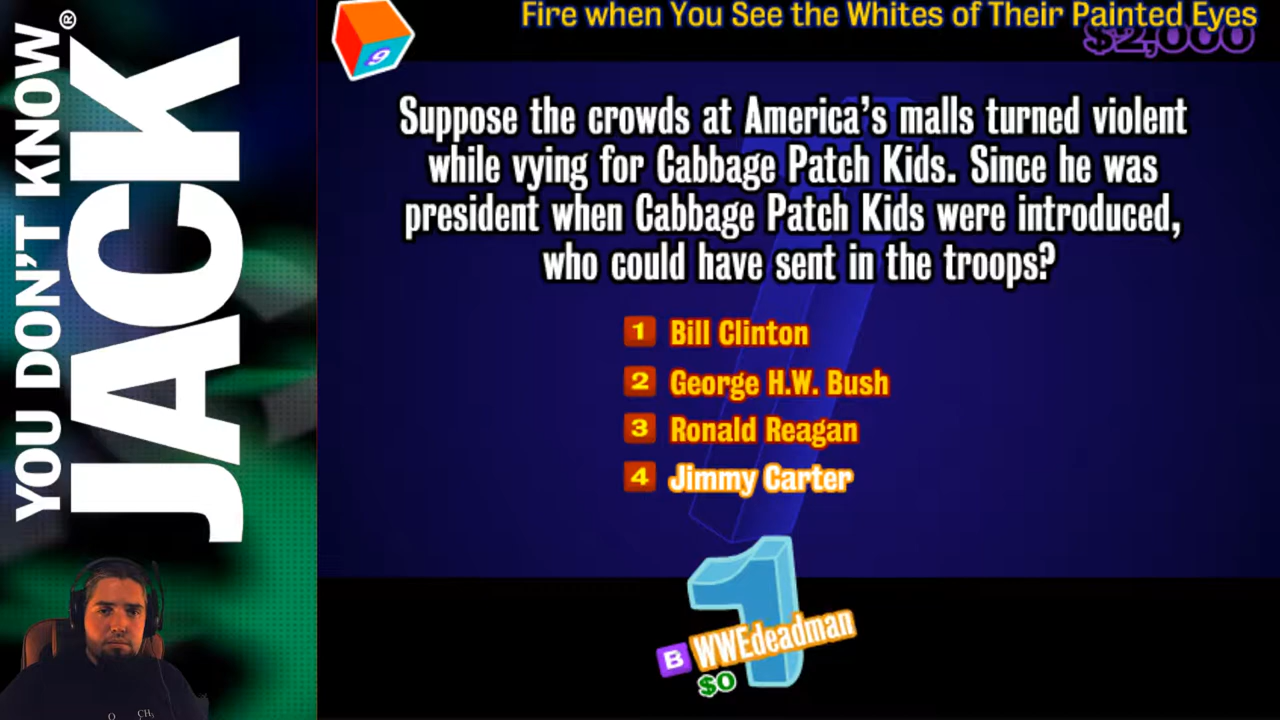 YOU DON'T KNOW
JACK®
Fire when You See the Whites of Their Painted Eyes
$2,000
9
Suppose the crowds at America's malls turned violent
while vying for Cabbage Patch Kids. Since he was
president when Cabbage Patch Kids were introduced,
who could have sent in the troops?
1 Bill Clinton
2 George H.W. Bush
3 Ronald Reagan
4 Jimmy Carter
1
B WWEdeadman
$0
O CH₃